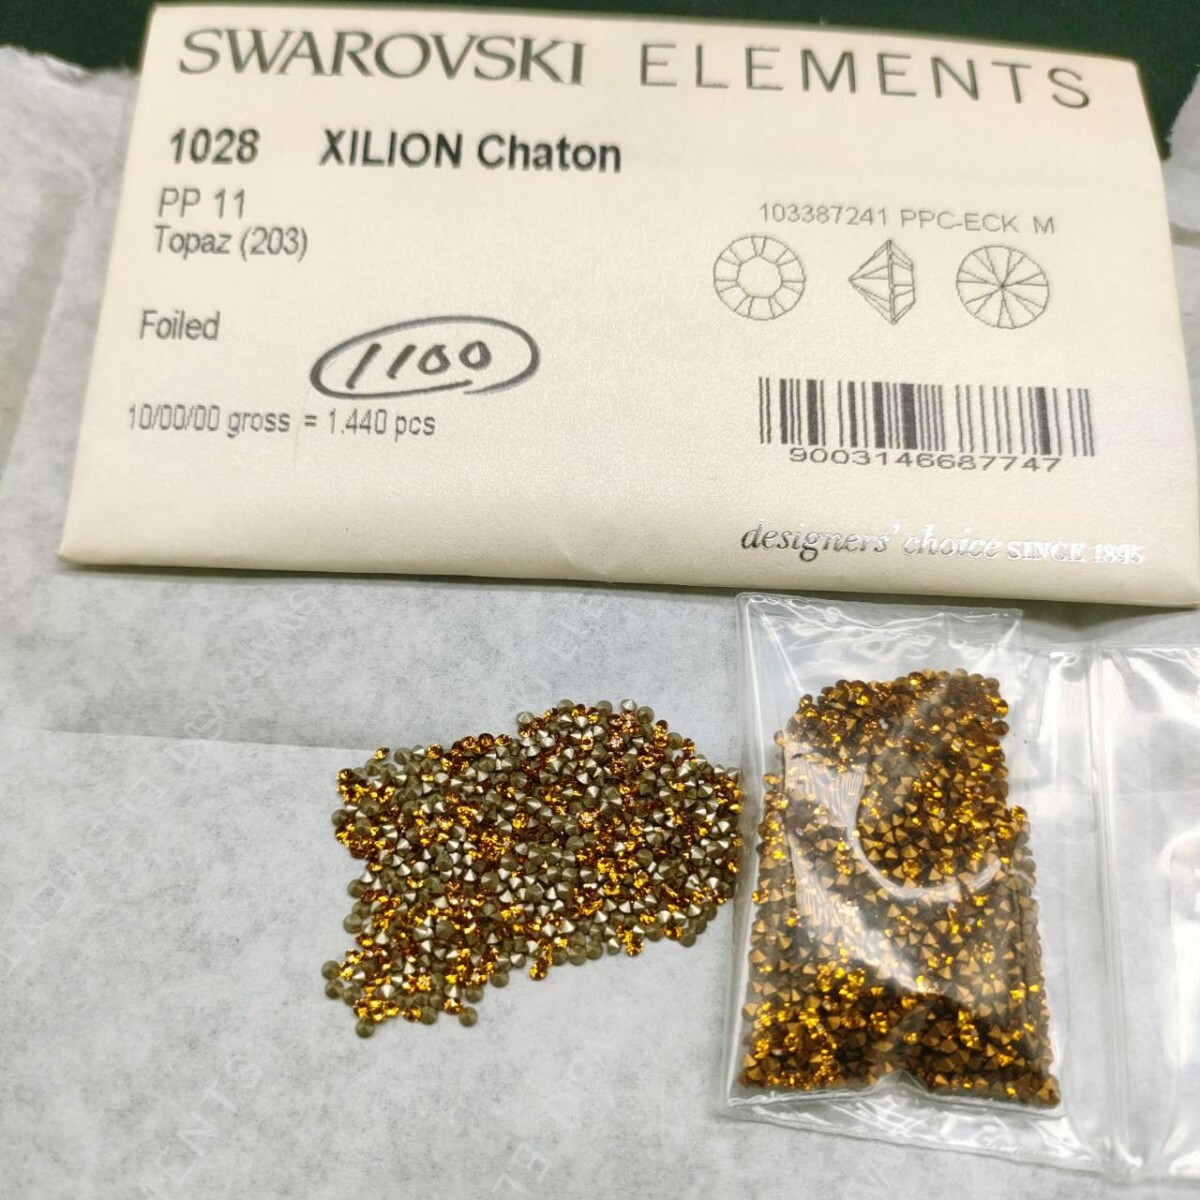 SWAROVSKI ELEMENTS
1028 XILION Chaton
PP 11
Topaz (203)
103387241 PPC-ECK M
Foiled
1100
10/00/00 gross = 1.440 pcs
9003146687747
designers' choice SINCE 1895